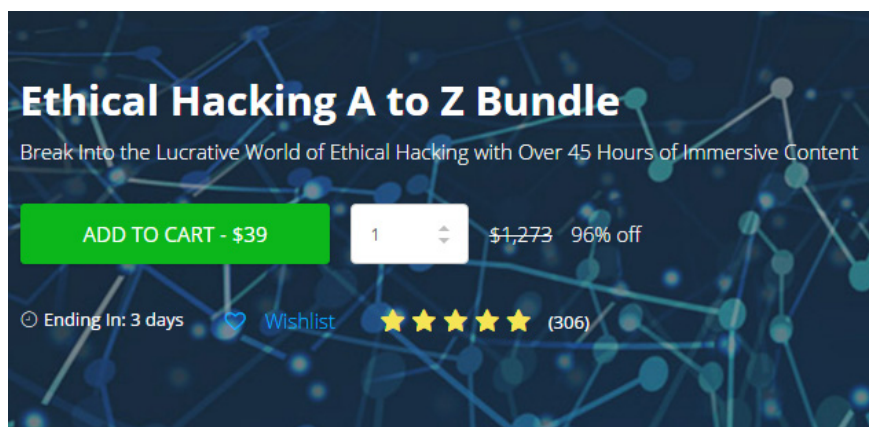 Ethical Hacking A to Z Bundle
Break Into the Lucrative World of Ethical Hacking with Over 45 Hours of Immersive Content
ADD TO CART - $39 1 $1,273 96% off
Ending In: 3 days Wishlist (306)